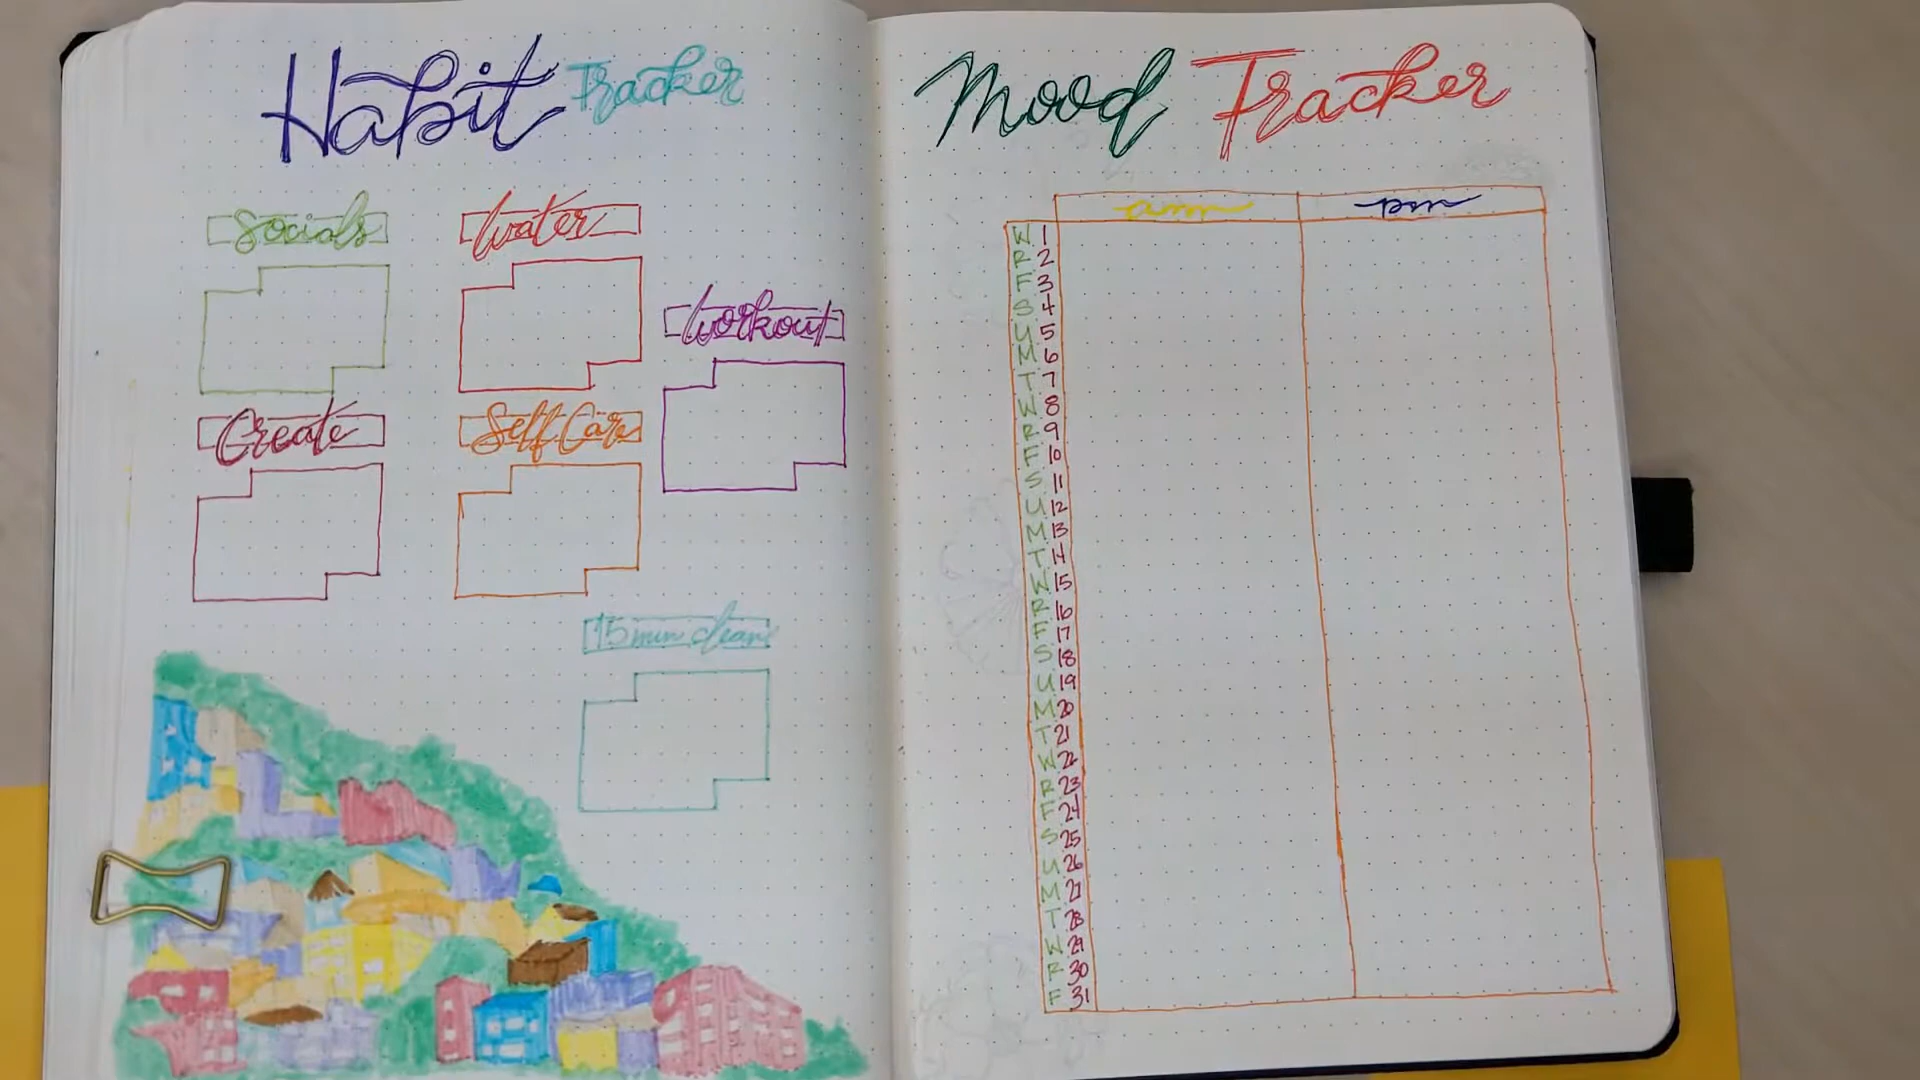 Habit Tracker
Socials
Water
Workout
Create
Self Care
15 min clean
Mood Tracker
am pm
W 1
R 2
F 3
S 4
U 5
M 6
T 7
W 8
R 9
F 10
S 11
U 12
M 13
T 14
W 15
R 16
F 17
S 18
U 19
M 20
T 21
W 22
R 23
F 24
S 25
U 26
M 27
T 28
W 29
R 30
F 31